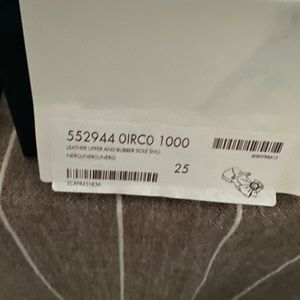 552944 0IRC0 1000
LEATHER UPPER AND RUBBER SOLE SHO
NERO/NERO/NERO
25